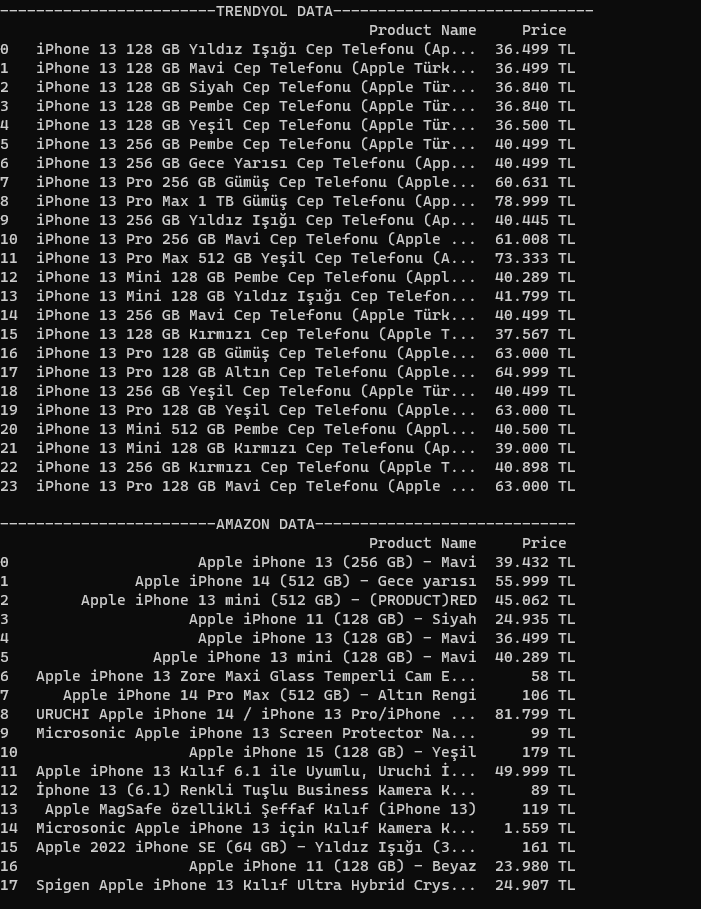 ------------------------TRENDYOL DATA-----------------------------
Product Name Price
0 iPhone 13 128 GB Yıldız Işığı Cep Telefonu (Ap... 36.499 TL
1 iPhone 13 128 GB Mavi Cep Telefonu (Apple Türk... 36.499 TL
2 iPhone 13 128 GB Siyah Cep Telefonu (Apple Tür... 36.840 TL
3 iPhone 13 128 GB Pembe Cep Telefonu (Apple Tür... 36.840 TL
4 iPhone 13 128 GB Yeşil Cep Telefonu (Apple Tür... 36.500 TL
5 iPhone 13 256 GB Pembe Cep Telefonu (Apple Tür... 40.499 TL
6 iPhone 13 256 GB Gece Yarısı Cep Telefonu (App... 40.499 TL
7 iPhone 13 Pro 256 GB Gümüş Cep Telefonu (Apple... 60.631 TL
8 iPhone 13 Pro Max 1 TB Gümüş Cep Telefonu (App... 78.999 TL
9 iPhone 13 256 GB Yıldız Işığı Cep Telefonu (Ap... 40.445 TL
10 iPhone 13 Pro 256 GB Mavi Cep Telefonu (Apple ... 61.008 TL
11 iPhone 13 Pro Max 512 GB Yeşil Cep Telefonu (A... 73.333 TL
12 iPhone 13 Mini 128 GB Pembe Cep Telefonu (Appl... 40.289 TL
13 iPhone 13 Mini 128 GB Yıldız Işığı Cep Telefon... 41.799 TL
14 iPhone 13 256 GB Mavi Cep Telefonu (Apple Türk... 40.499 TL
15 iPhone 13 128 GB Kırmızı Cep Telefonu (Apple T... 37.567 TL
16 iPhone 13 Pro 128 GB Gümüş Cep Telefonu (Apple... 63.000 TL
17 iPhone 13 Pro 128 GB Altın Cep Telefonu (Apple... 64.999 TL
18 iPhone 13 256 GB Yeşil Cep Telefonu (Apple Tür... 40.499 TL
19 iPhone 13 Pro 128 GB Yeşil Cep Telefonu (Apple... 63.000 TL
20 iPhone 13 Mini 512 GB Pembe Cep Telefonu (Appl... 40.500 TL
21 iPhone 13 Mini 128 GB Kırmızı Cep Telefonu (Ap... 39.000 TL
22 iPhone 13 256 GB Kırmızı Cep Telefonu (Apple T... 40.898 TL
23 iPhone 13 Pro 128 GB Mavi Cep Telefonu (Apple ... 63.000 TL
------------------------AMAZON DATA-----------------------------
Product Name Price
0 Apple iPhone 13 (256 GB) - Mavi 39.432 TL
1 Apple iPhone 14 (512 GB) - Gece yarısı 55.999 TL
2 Apple iPhone 13 mini (512 GB) - (PRODUCT)RED 45.062 TL
3 Apple iPhone 11 (128 GB) - Siyah 24.935 TL
4 Apple iPhone 13 (128 GB) - Mavi 36.499 TL
5 Apple iPhone 13 mini (128 GB) - Mavi 40.289 TL
6 Apple iPhone 13 Zore Maxi Glass Temperli Cam E... 58 TL
7 Apple iPhone 14 Pro Max (512 GB) - Altın Rengi 106 TL
8 URUCHI Apple iPhone 14 / iPhone 13 Pro/iPhone ... 81.799 TL
9 Microsonic Apple iPhone 13 Screen Protector Na... 99 TL
10 Apple iPhone 15 (128 GB) - Yeşil 179 TL
11 Apple iPhone 13 Kılıf 6.1 ile Uyumlu, Uruchi İ... 49.999 TL
12 İphone 13 (6.1) Renkli Tuşlu Business Kamera K... 89 TL
13 Apple MagSafe özellikli Şeffaf Kılıf (iPhone 13) 119 TL
14 Microsonic Apple iPhone 13 için Kılıf Kamera K... 1.559 TL
15 Apple 2022 iPhone SE (64 GB) - Yıldız Işığı (3... 161 TL
16 Apple iPhone 11 (128 GB) - Beyaz 23.980 TL
17 Spigen Apple iPhone 13 Kılıf Ultra Hybrid Crys... 24.907 TL